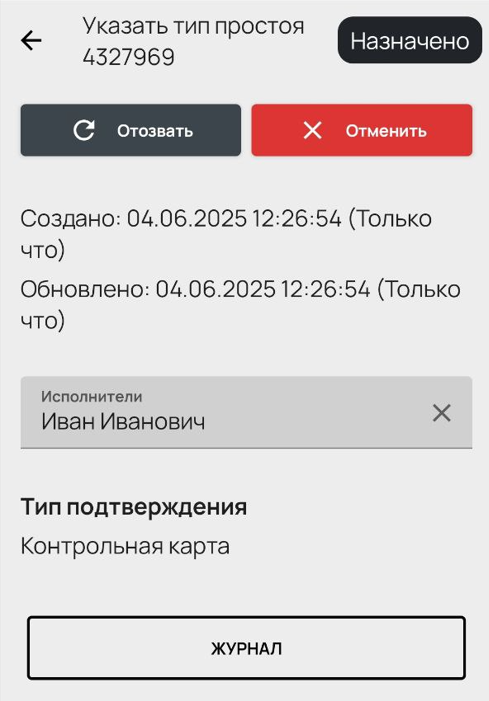 Указать тип простоя
4327969
Назначено
Отозвать
Отменить
Создано: 04.06.2025 12:26:54 (Только
что)
Обновлено: 04.06.2025 12:26:54 (Только
что)
Исполнители
Иван Иванович
Тип подтверждения
Контрольная карта
ЖУРНАЛ